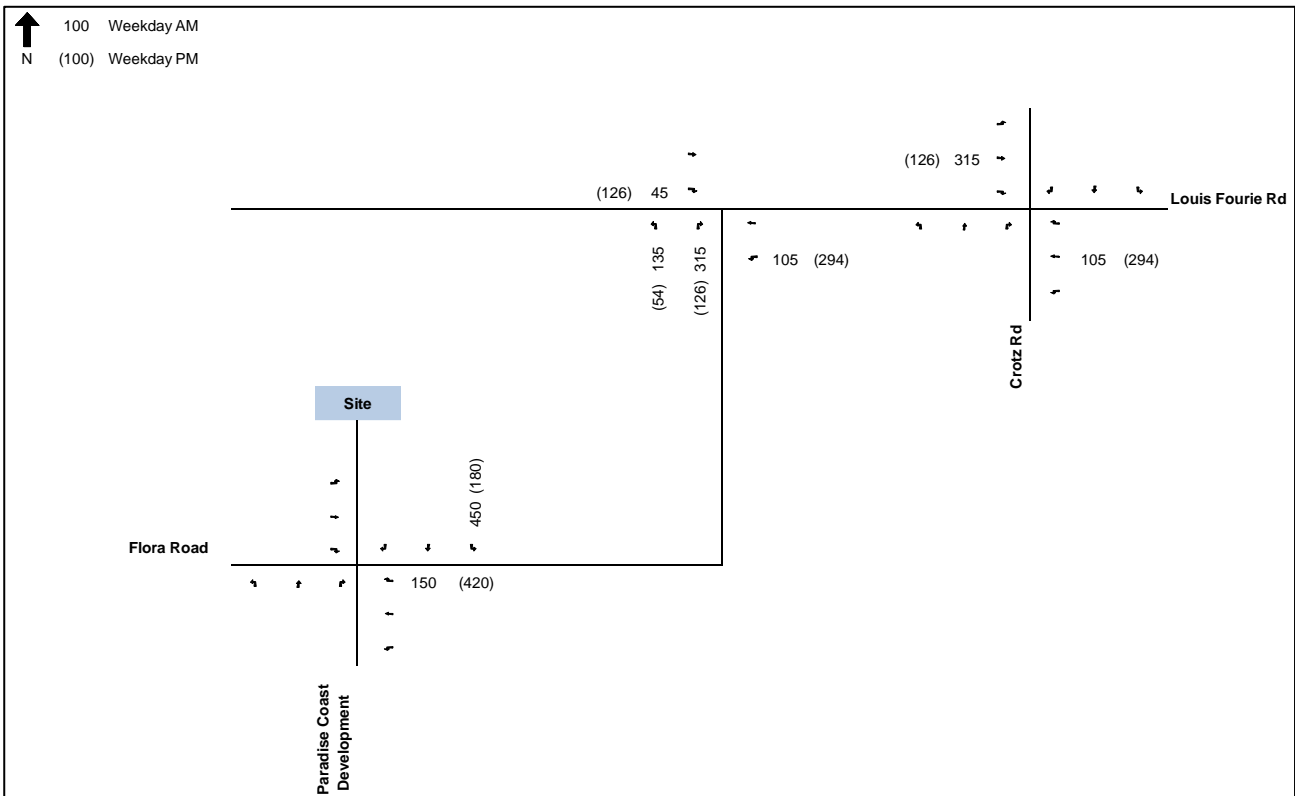 100 Weekday AM
N (100) Weekday PM
(126) 315
(126) 45
Louis Fourie Rd
(54) 135
(126) 315
105 (294)
105 (294)
Crotz Rd
Site
450 (180)
Flora Road
150 (420)
Paradise Coast
Development